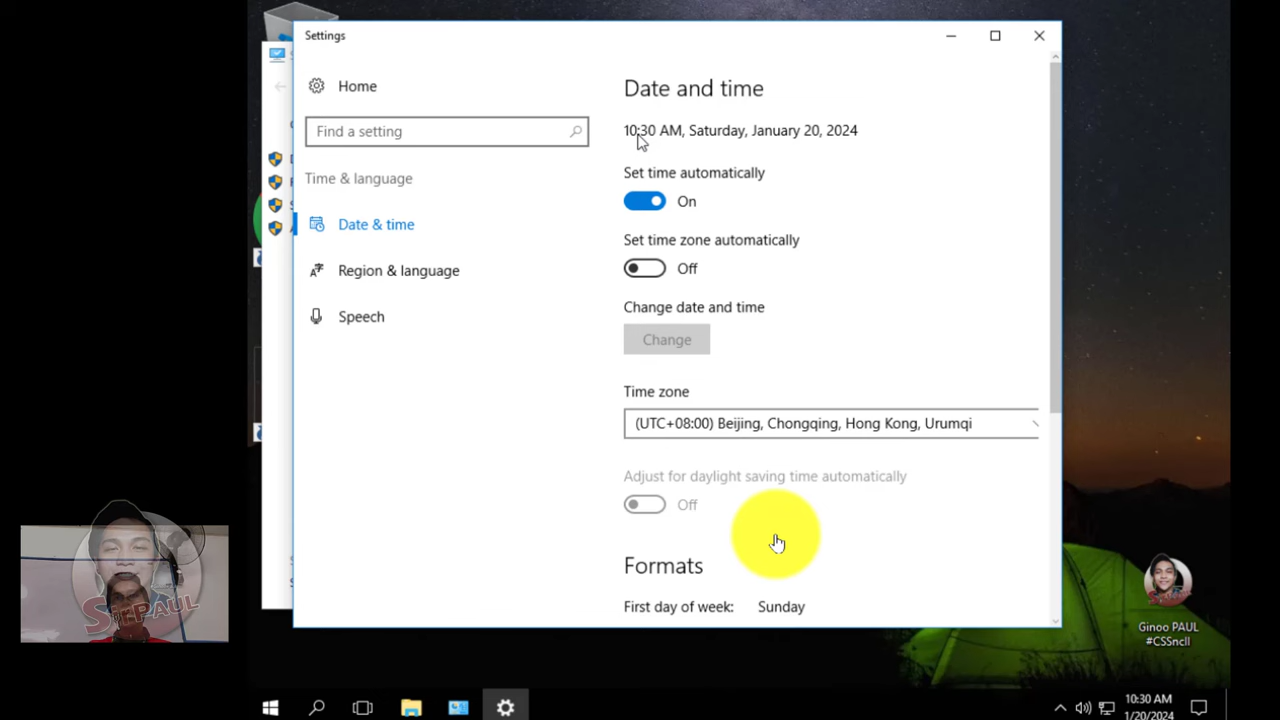 Settings
Home
Find a setting
Time & language
Date & time
Region & language
Speech
Date and time
10:30 AM, Saturday, January 20, 2024
Set time automatically
On
Set time zone automatically
Off
Change date and time
Change
Time zone
(UTC+08:00) Beijing, Chongqing, Hong Kong, Urumqi
Adjust for daylight saving time automatically
Off
Formats
First day of week: Sunday
SirPAUL
Ginoo PAUL
#CSSncII
10:30 AM
1/20/2024